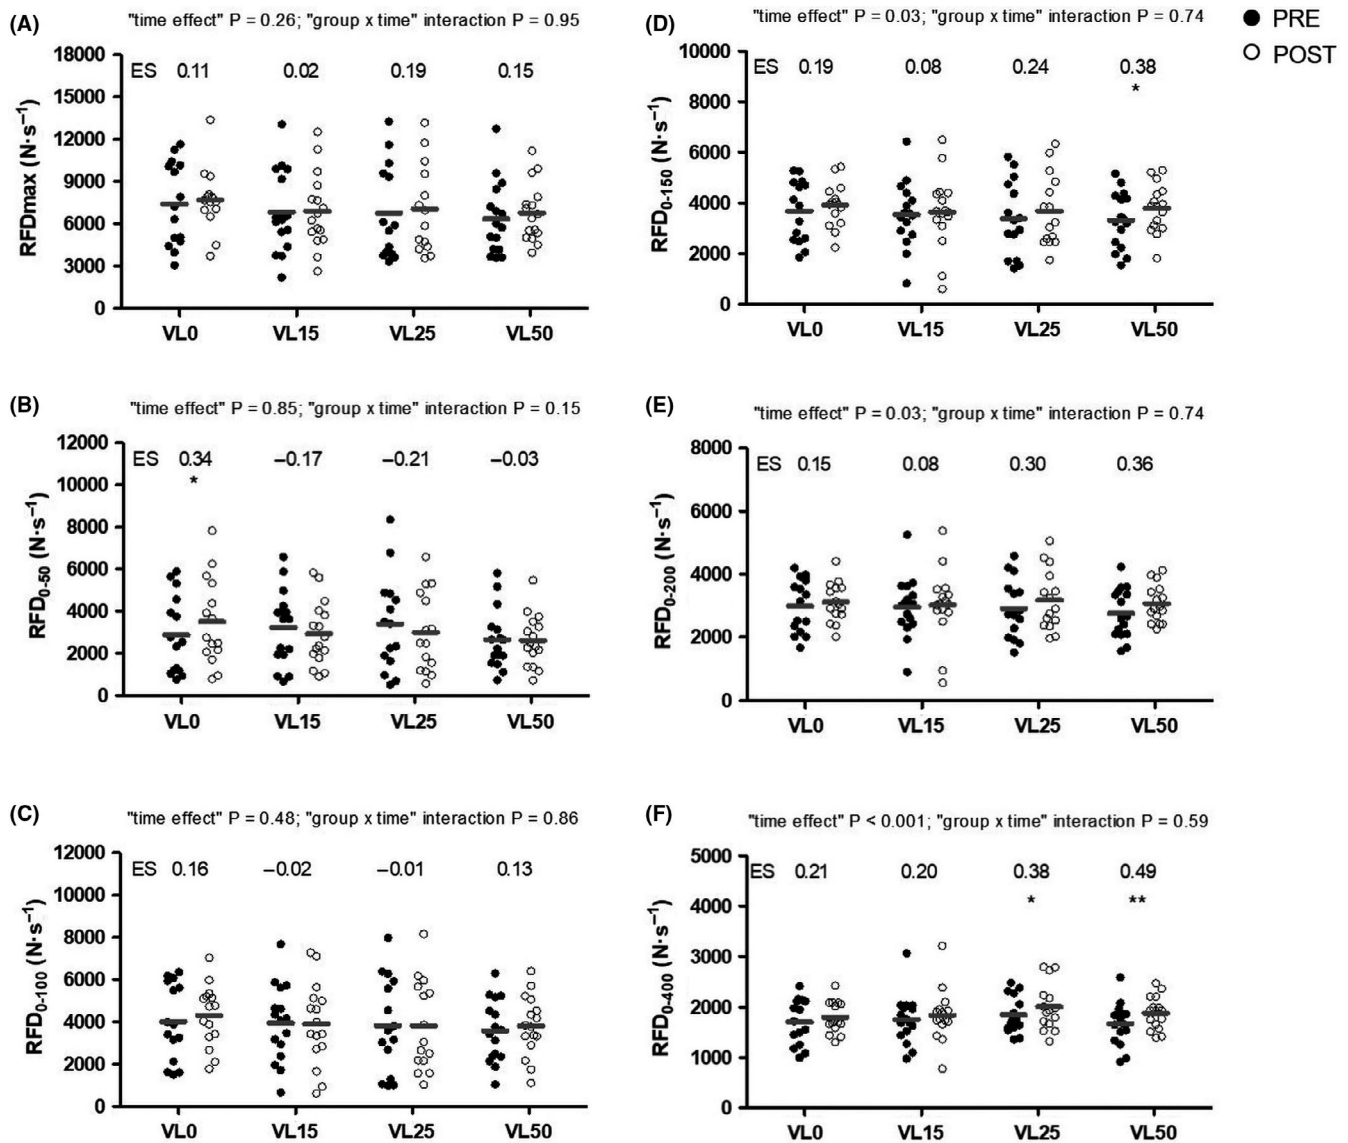 (A) "time effect" P = 0.26; "group x time" interaction P = 0.95
RFDmax (N·s⁻¹)
18000
15000
12000
9000
6000
3000
0
ES 0.11 0.02 0.19 0.15
VL0 VL15 VL25 VL50
(D) "time effect" P = 0.03; "group x time" interaction P = 0.74
RFD0-150 (N·s⁻¹)
10000
8000
6000
4000
2000
0
ES 0.19 0.08 0.24 0.38
*
VL0 VL15 VL25 VL50
PRE
POST
(B) "time effect" P = 0.85; "group x time" interaction P = 0.15
RFD0-50 (N·s⁻¹)
12000
10000
8000
6000
4000
2000
0
ES 0.34 –0.17 –0.21 –0.03
*
VL0 VL15 VL25 VL50
(E) "time effect" P = 0.03; "group x time" interaction P = 0.74
RFD0-200 (N·s⁻¹)
8000
6000
4000
2000
0
ES 0.15 0.08 0.30 0.36
VL0 VL15 VL25 VL50
(C) "time effect" P = 0.48; "group x time" interaction P = 0.86
RFD0-100 (N·s⁻¹)
12000
10000
8000
6000
4000
2000
0
ES 0.16 –0.02 –0.01 0.13
VL0 VL15 VL25 VL50
(F) "time effect" P < 0.001; "group x time" interaction P = 0.59
RFD0-400 (N·s⁻¹)
5000
4000
3000
2000
1000
0
ES 0.21 0.20 0.38 0.49
* **
VL0 VL15 VL25 VL50